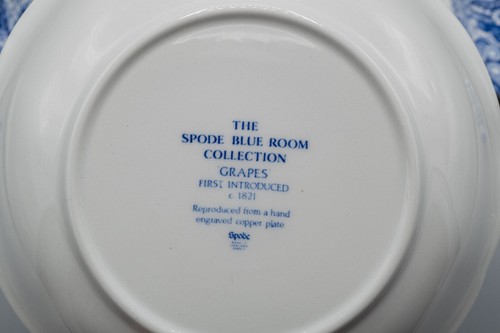 THE
SPODE BLUE ROOM
COLLECTION
'GRAPES'
FIRST INTRODUCED
c 1821
Reproduced from a hand
engraved copper plate
Spode